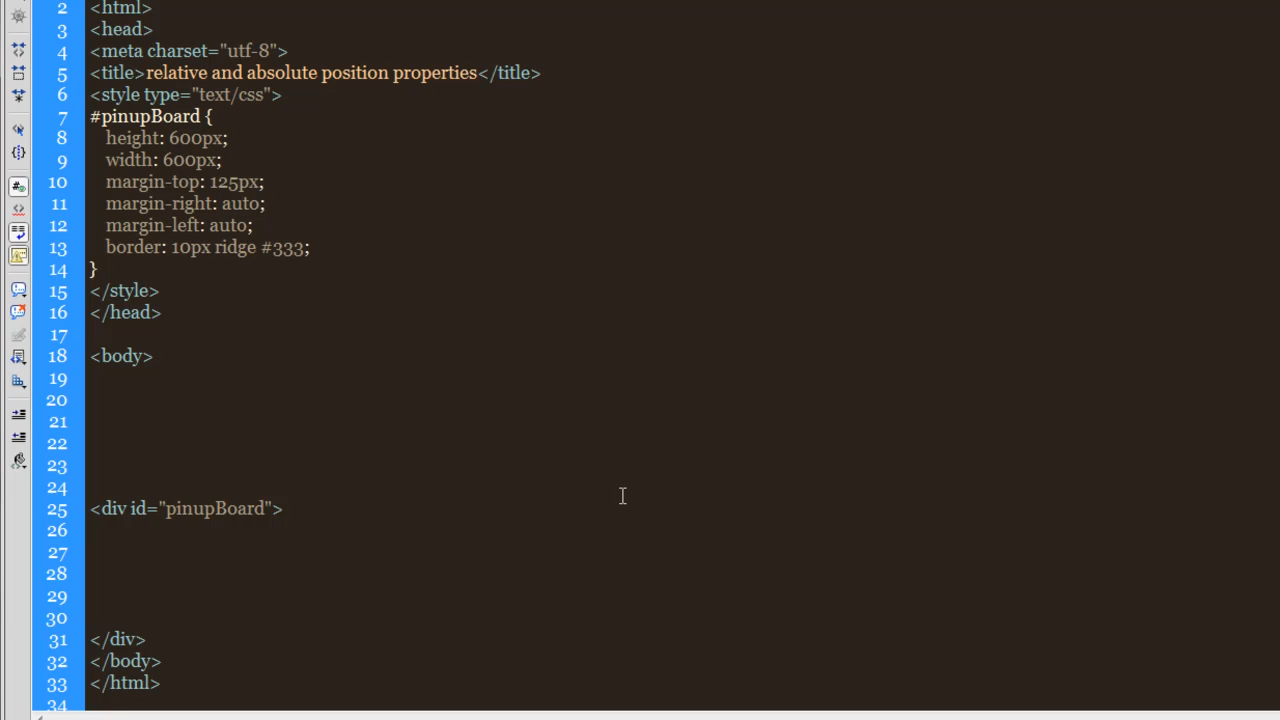 2 <html>
3 <head>
4 <meta charset="utf-8">
5 <title>relative and absolute position properties</title>
6 <style type="text/css">
7 #pinupBoard {
8 height: 600px;
9 width: 600px;
10 margin-top: 125px;
11 margin-right: auto;
12 margin-left: auto;
13 border: 10px ridge #333;
14 }
15 </style>
16 </head>
17
18 <body>
19
20
21
22
23
24
25 <div id="pinupBoard">
26
27
28
29
30
31 </div>
32 </body>
33 </html>
34